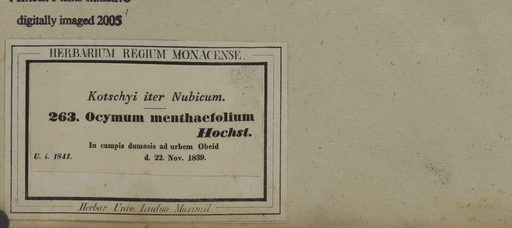 digitally imaged 2005
HERBARIUM REGIUM MONACENSE.
Kotschyi iter Nubicum.
263. Ocymum menthaefolium
Hochst.
In campis dumosis ad urbem Obeid
U. i. 1841. d. 22. Nov. 1839.
Herbar. Univ. Ludov. Maximil.